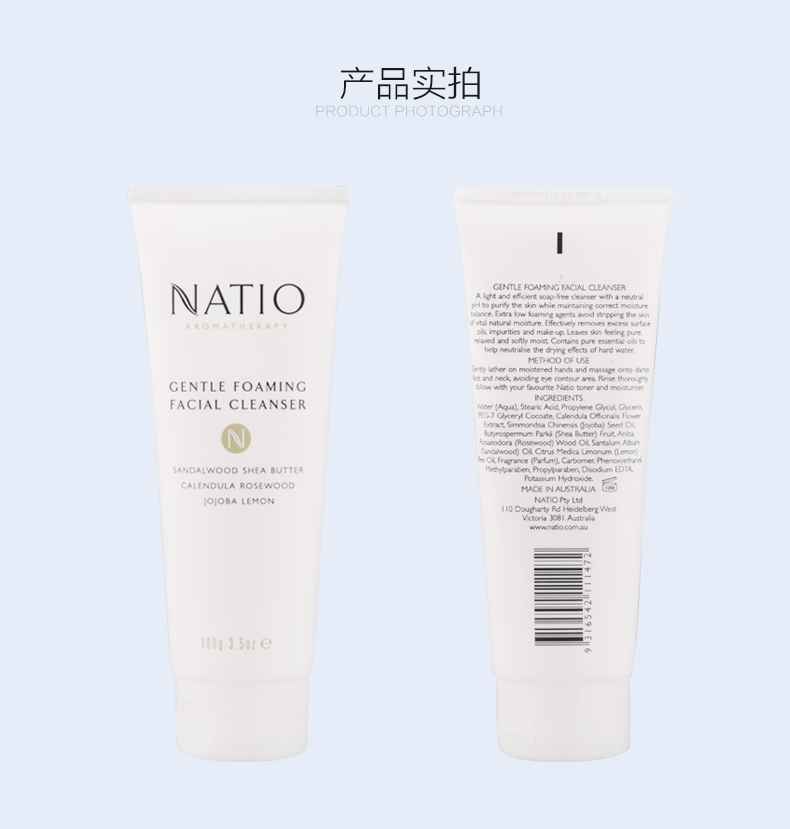 产品实拍
PRODUCT PHOTOGRAPH
NATIO
AROMATHERAPY
GENTLE FOAMING
FACIAL CLEANSER
N
SANDALWOOD SHEA BUTTER
CALENDULA ROSEWOOD
JOJOBA LEMON
100g 3.5oz ℮
GENTLE FOAMING FACIAL CLEANSER
A light and efficient soap-free cleanser with a neutral
pH to purify the skin while maintaining correct moisture
balance. Extra low foaming agents avoid stripping the skin
of vital natural moisture. Effectively removes excess surface
oils, impurities and make-up. Leaves skin feeling pure,
relaxed and softly moist. Contains pure essential oils to
help neutralise the drying effects of hard water.
METHOD OF USE
Gently lather on moistened hands and massage onto damp
face and neck, avoiding eye contour area. Rinse thoroughly,
follow with your favourite Natio toner and moisturiser.
INGREDIENTS
Water (Aqua), Stearic Acid, Propylene Glycol, Glycerin,
PEG-7 Glyceryl Cocoate, Calendula Officinalis Flower
Extract, Simmondsia Chinensis (Jojoba) Seed Oil,
Butyrospermum Parkii (Shea Butter) Fruit, Aniba
Rosaeodora (Rosewood) Wood Oil, Santalum Album
(Sandalwood) Oil, Citrus Medica Limonium (Lemon)
Peel Oil, Fragrance (Parfum), Carbomer, Phenoxyethanol,
Methylparaben, Propylparaben, Disodium EDTA,
Potassium Hydroxide.
MADE IN AUSTRALIA 12M
NATIO Pty Ltd
110 Dougharty Rd Heidelberg West
Victoria 3081 Australia
www.natio.com.au
9 316542 111472